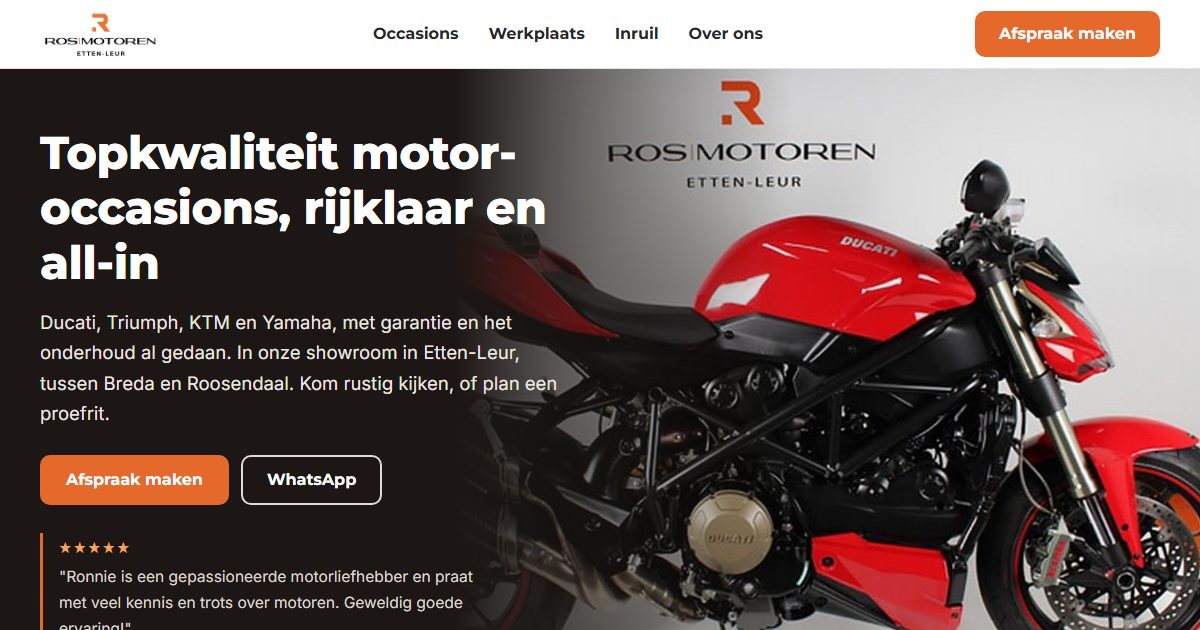 ROS|MOTOREN
ETTEN-LEUR
Occasions
Werkplaats
Inruil
Over ons
Afspraak maken
ROS|MOTOREN
ETTEN-LEUR
Topkwaliteit motor-
occasions, rijklaar en
all-in
Ducati, Triumph, KTM en Yamaha, met garantie en het
onderhoud al gedaan. In onze showroom in Etten-Leur,
tussen Breda en Roosendaal. Kom rustig kijken, of plan een
proefrit.
Afspraak maken
WhatsApp
★★★★★
"Ronnie is een gepassioneerde motorliefhebber en praat
met veel kennis en trots over motoren. Geweldig goede
ervaring!"
DUCATI
DUCATI